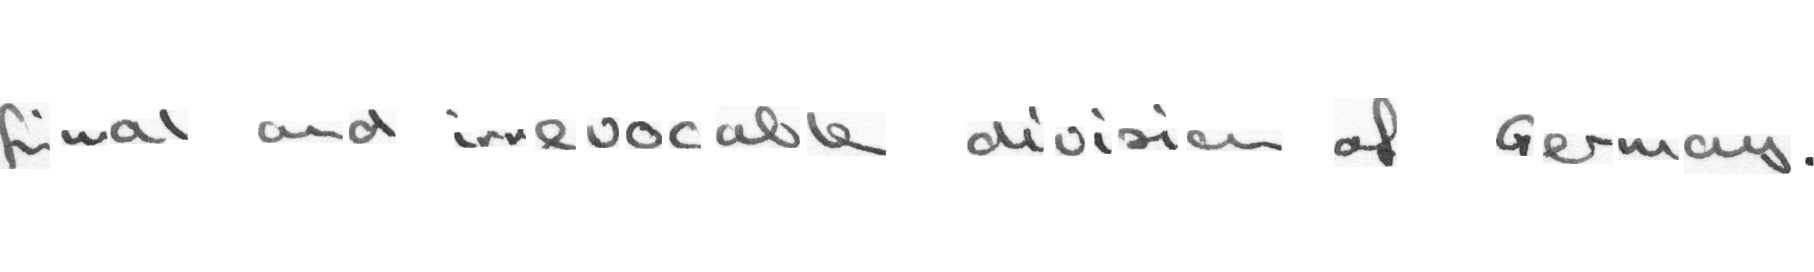 final and irrevocable division of Germany.